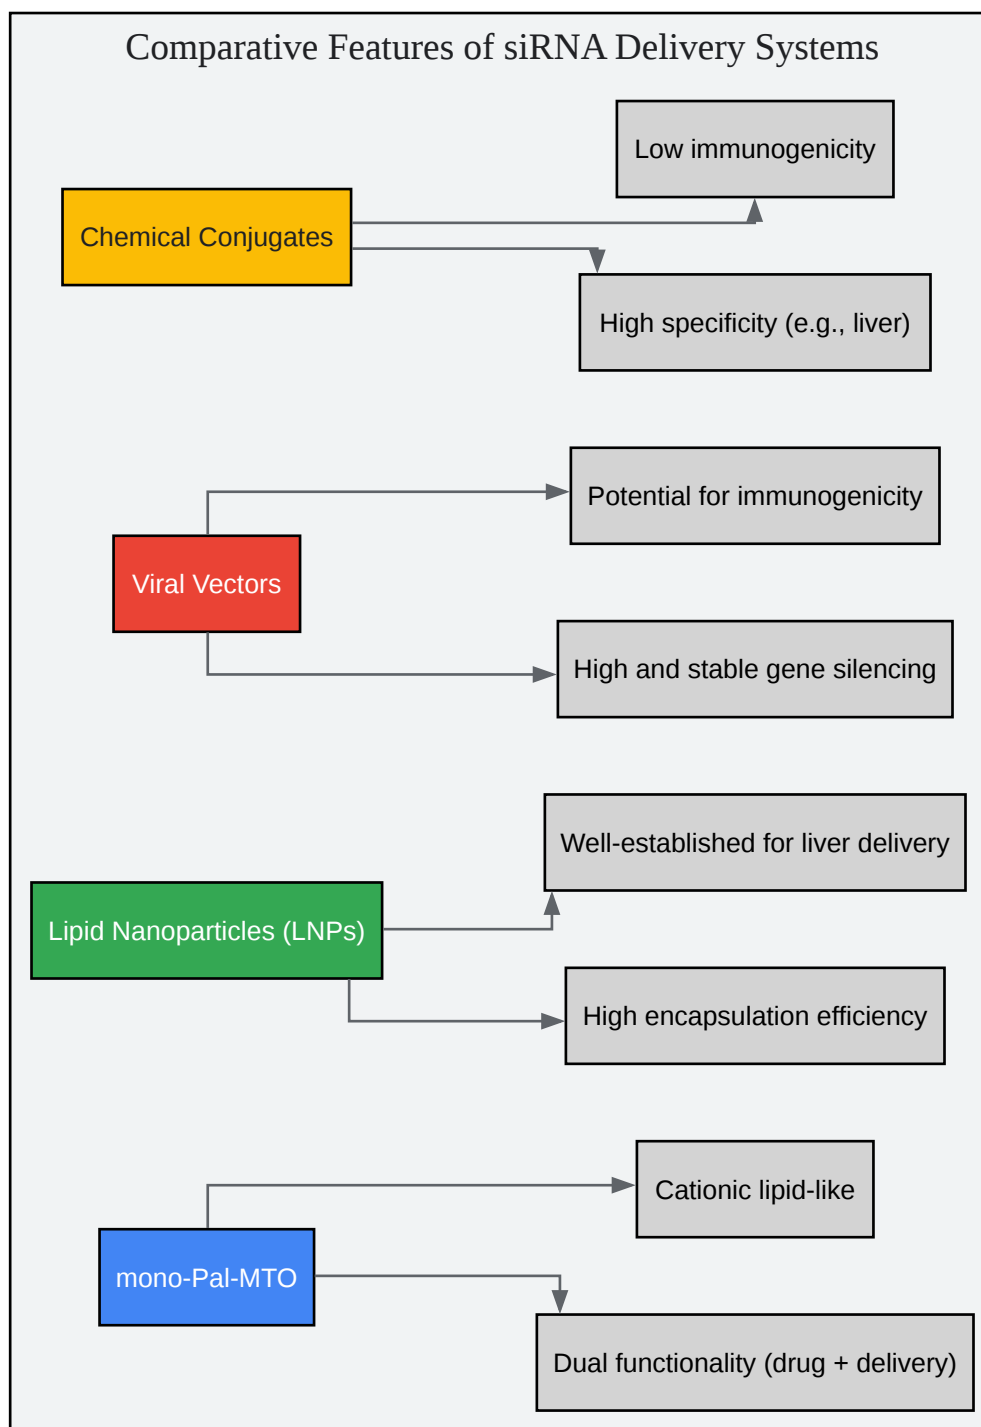 Comparative Features of siRNA Delivery Systems
Low immunogenicity
Chemical Conjugates
High specificity (e.g., liver)
Potential for immunogenicity
Viral Vectors
High and stable gene silencing
Well-established for liver delivery
Lipid Nanoparticles (LNPs)
High encapsulation efficiency
Cationic lipid-like
mono-Pal-MTO
Dual functionality (drug + delivery)